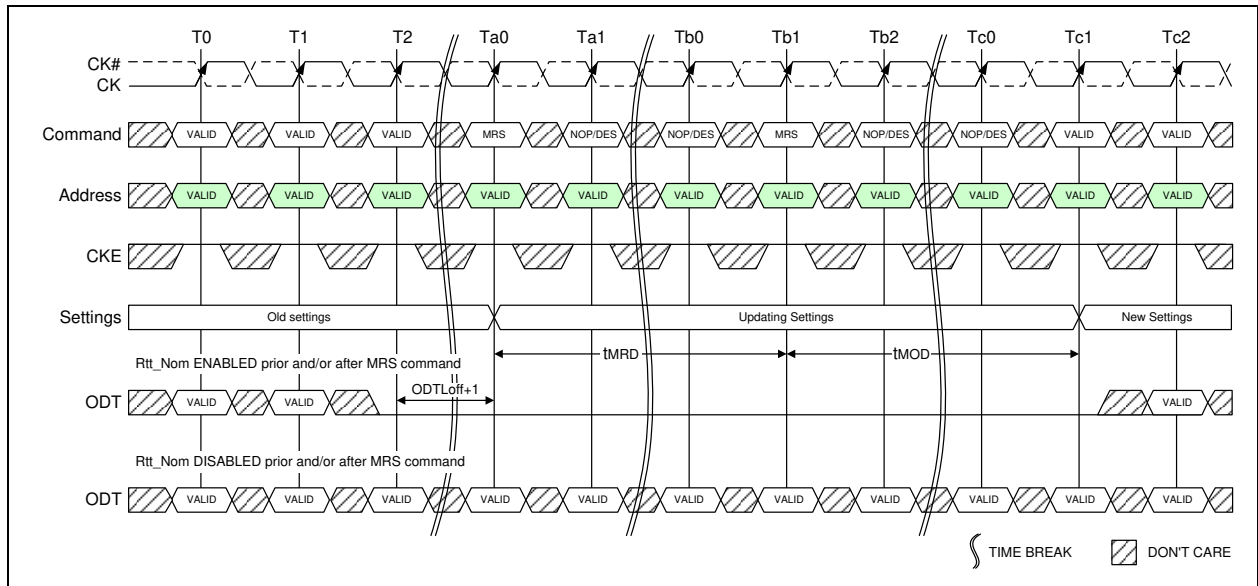 T0 T1 T2 Ta0 Ta1 Tb0 Tb1 Tb2 Tc0 Tc1 Tc2
CK#
CK
Command VALID VALID VALID MRS NOP/DES NOP/DES MRS NOP/DES NOP/DES VALID VALID
Address VALID VALID VALID VALID VALID VALID VALID VALID VALID VALID VALID
CKE
Settings Old settings Updating Settings New Settings
tMRD tMOD
Rtt_Nom ENABLED prior and/or after MRS command
ODTLoff+1
ODT VALID VALID VALID
Rtt_Nom DISABLED prior and/or after MRS command
ODT VALID VALID VALID VALID VALID VALID VALID VALID VALID VALID VALID
TIME BREAK DON'T CARE